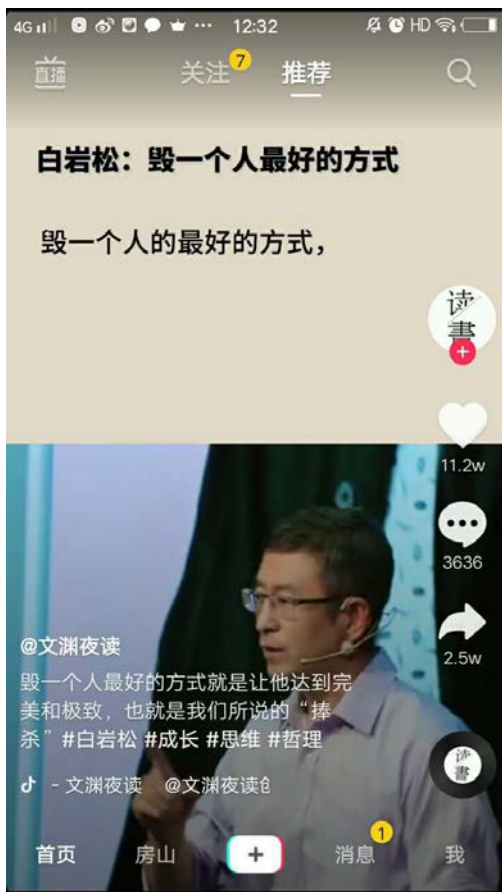 4G 12:32 HD
直播 关注 7 推荐
白岩松：毁一个人最好的方式
毁一个人的最好的方式，
读
書
11.2w
3636
2.5w
@文渊夜读
毁一个人最好的方式就是让他达到完
美和极致，也就是我们所说的“捧
杀”#白岩松 #成长 #思维 #哲理
读
書
- 文渊夜读 @文渊夜读创
首页 房山 消息 1 我